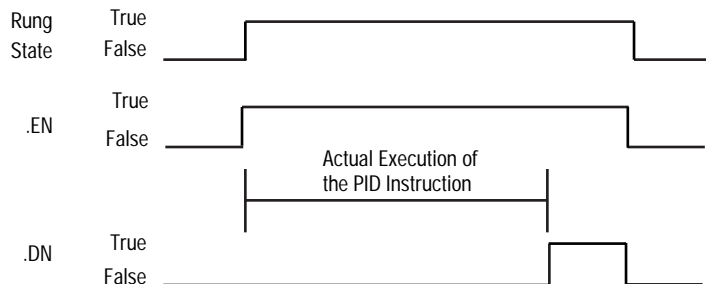 Rung True
State False
.EN True
False
Actual Execution of
the PID Instruction
.DN True
False